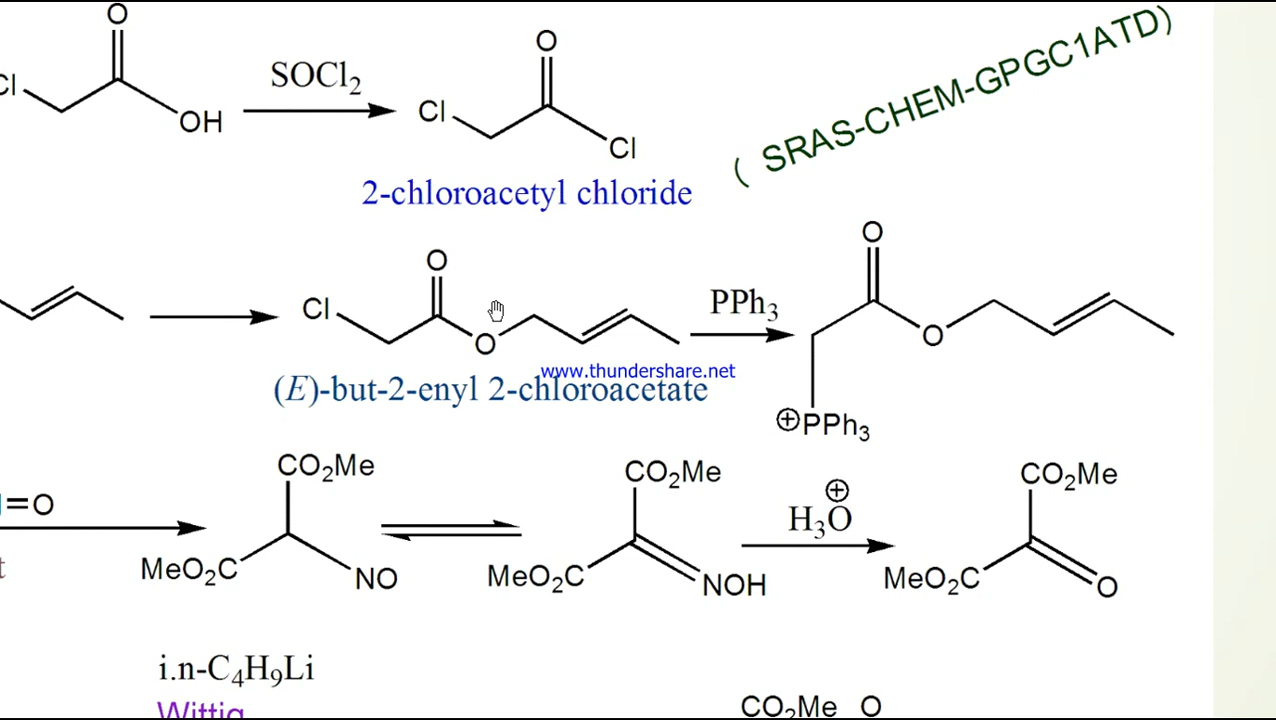 O
Cl
OH
SOCl2
O
Cl
Cl
2-chloroacetyl chloride
( SRAS-CHEM-GPGC1ATD)
O
Cl
O
(E)-but-2-enyl 2-chloroacetate
www.thundershare.net
PPh3
O
O
⊕PPh3
=O
t
CO2Me
MeO2C
NO
CO2Me
MeO2C
NOH
⊕
H3O
CO2Me
MeO2C
O
i.n-C4H9Li
Wittig
CO2Me O